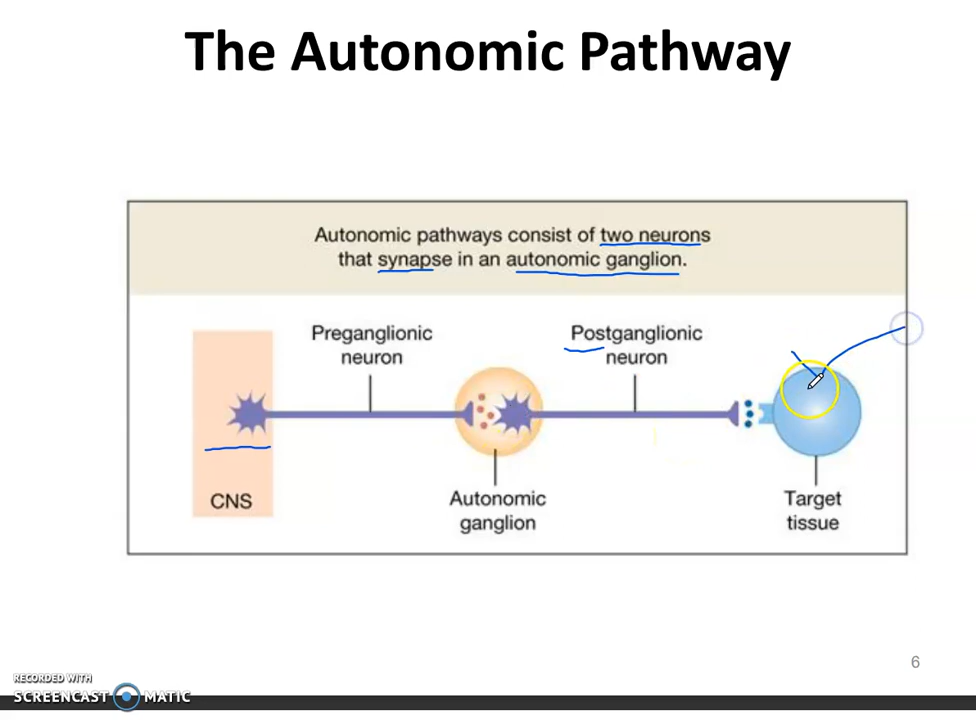 The Autonomic Pathway
Autonomic pathways consist of two neurons
that synapse in an autonomic ganglion.
Preganglionic
neuron
Postganglionic
neuron
CNS
Autonomic
ganglion
Target
tissue
6
RECORDED WITH
SCREENCAST MATIC